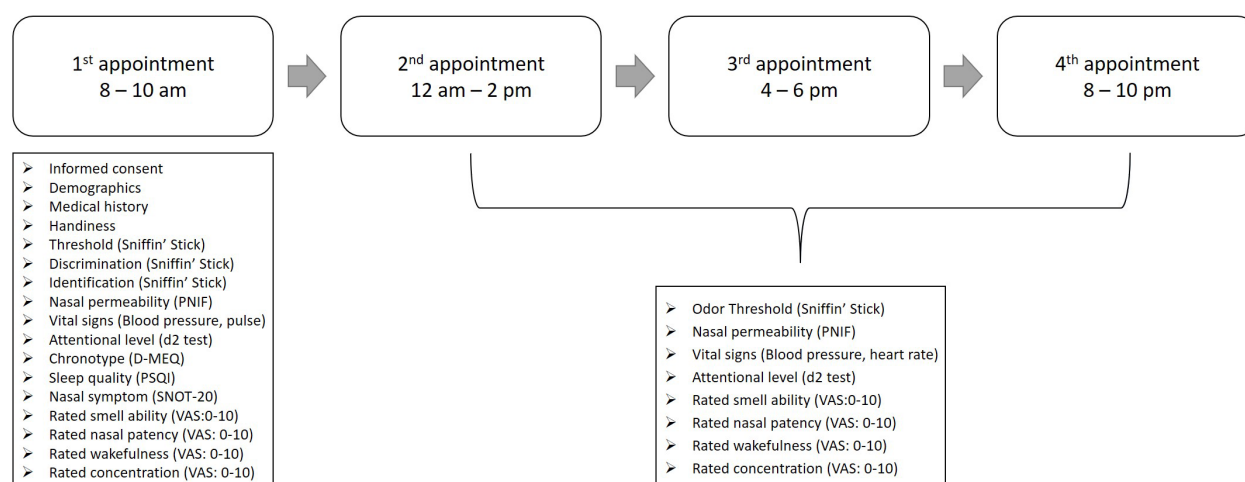 1st appointment
8 – 10 am
2nd appointment
12 am – 2 pm
3rd appointment
4 – 6 pm
4th appointment
8 – 10 pm
➢ Informed consent
➢ Demographics
➢ Medical history
➢ Handiness
➢ Threshold (Sniffin’ Stick)
➢ Discrimination (Sniffin’ Stick)
➢ Identification (Sniffin’ Stick)
➢ Nasal permeability (PNIF)
➢ Vital signs (Blood pressure, pulse)
➢ Attentional level (d2 test)
➢ Chronotype (D-MEQ)
➢ Sleep quality (PSQI)
➢ Nasal symptom (SNOT-20)
➢ Rated smell ability (VAS:0-10)
➢ Rated nasal patency (VAS: 0-10)
➢ Rated wakefulness (VAS: 0-10)
➢ Rated concentration (VAS: 0-10)
➢ Odor Threshold (Sniffin’ Stick)
➢ Nasal permeability (PNIF)
➢ Vital signs (Blood pressure, heart rate)
➢ Attentional level (d2 test)
➢ Rated smell ability (VAS:0-10)
➢ Rated nasal patency (VAS: 0-10)
➢ Rated wakefulness (VAS: 0-10)
➢ Rated concentration (VAS: 0-10)